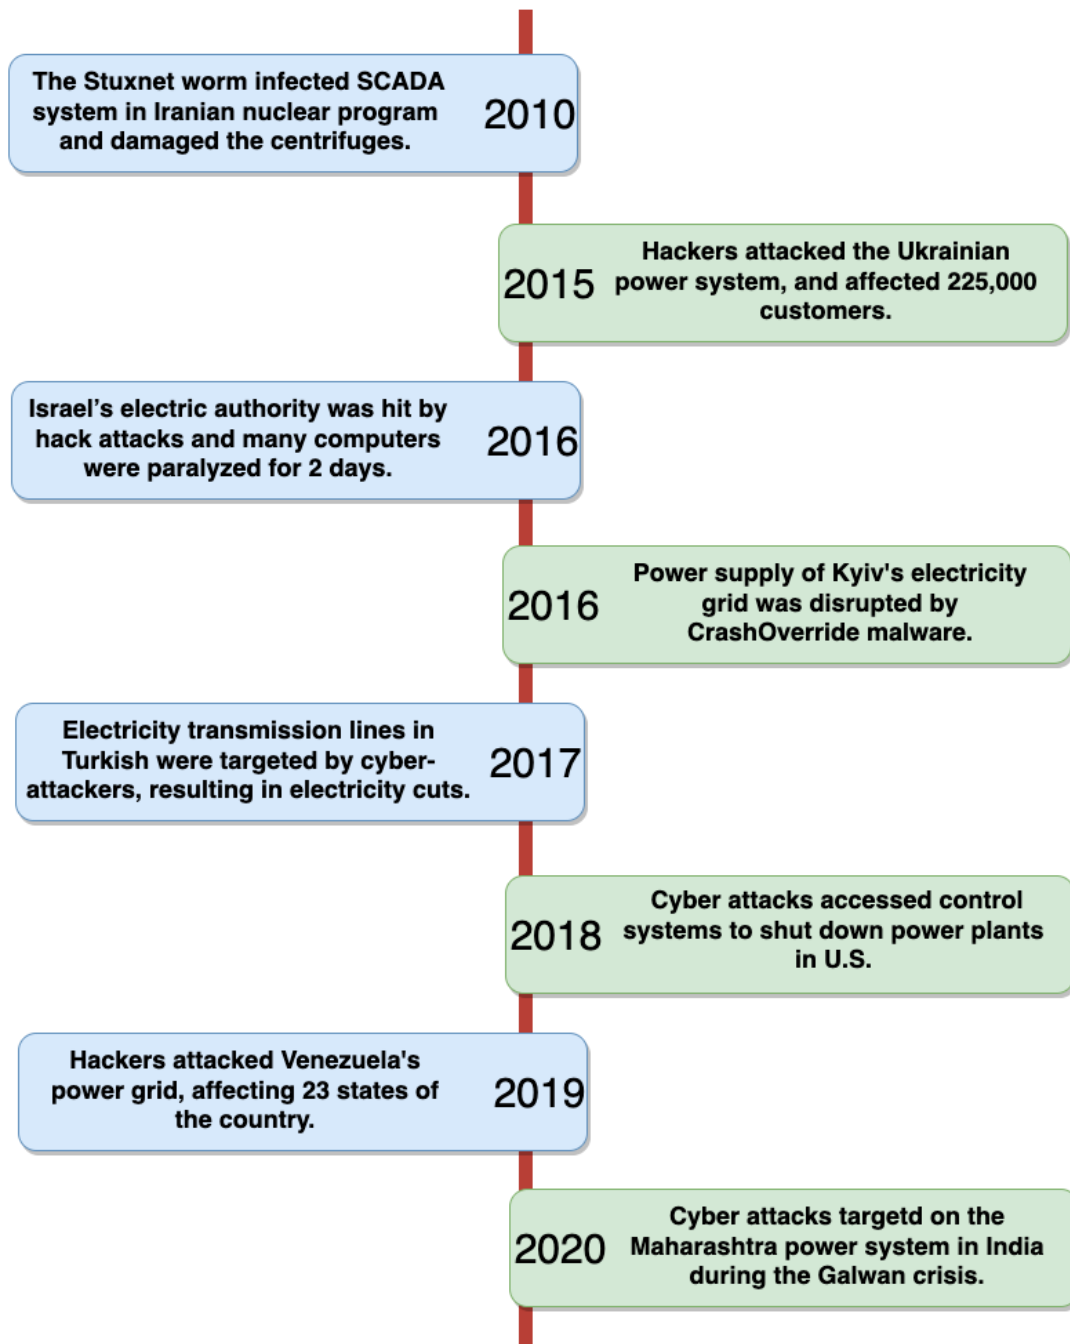 The Stuxnet worm infected SCADA
system in Iranian nuclear program
and damaged the centrifuges.
2010
2015
Hackers attacked the Ukrainian
power system, and affected 225,000
customers.
Israel’s electric authority was hit by
hack attacks and many computers
were paralyzed for 2 days.
2016
2016
Power supply of Kyiv's electricity
grid was disrupted by
CrashOverride malware.
Electricity transmission lines in
Turkish were targeted by cyber-
attackers, resulting in electricity cuts.
2017
2018
Cyber attacks accessed control
systems to shut down power plants
in U.S.
Hackers attacked Venezuela's
power grid, affecting 23 states of
the country.
2019
2020
Cyber attacks targetd on the
Maharashtra power system in India
during the Galwan crisis.